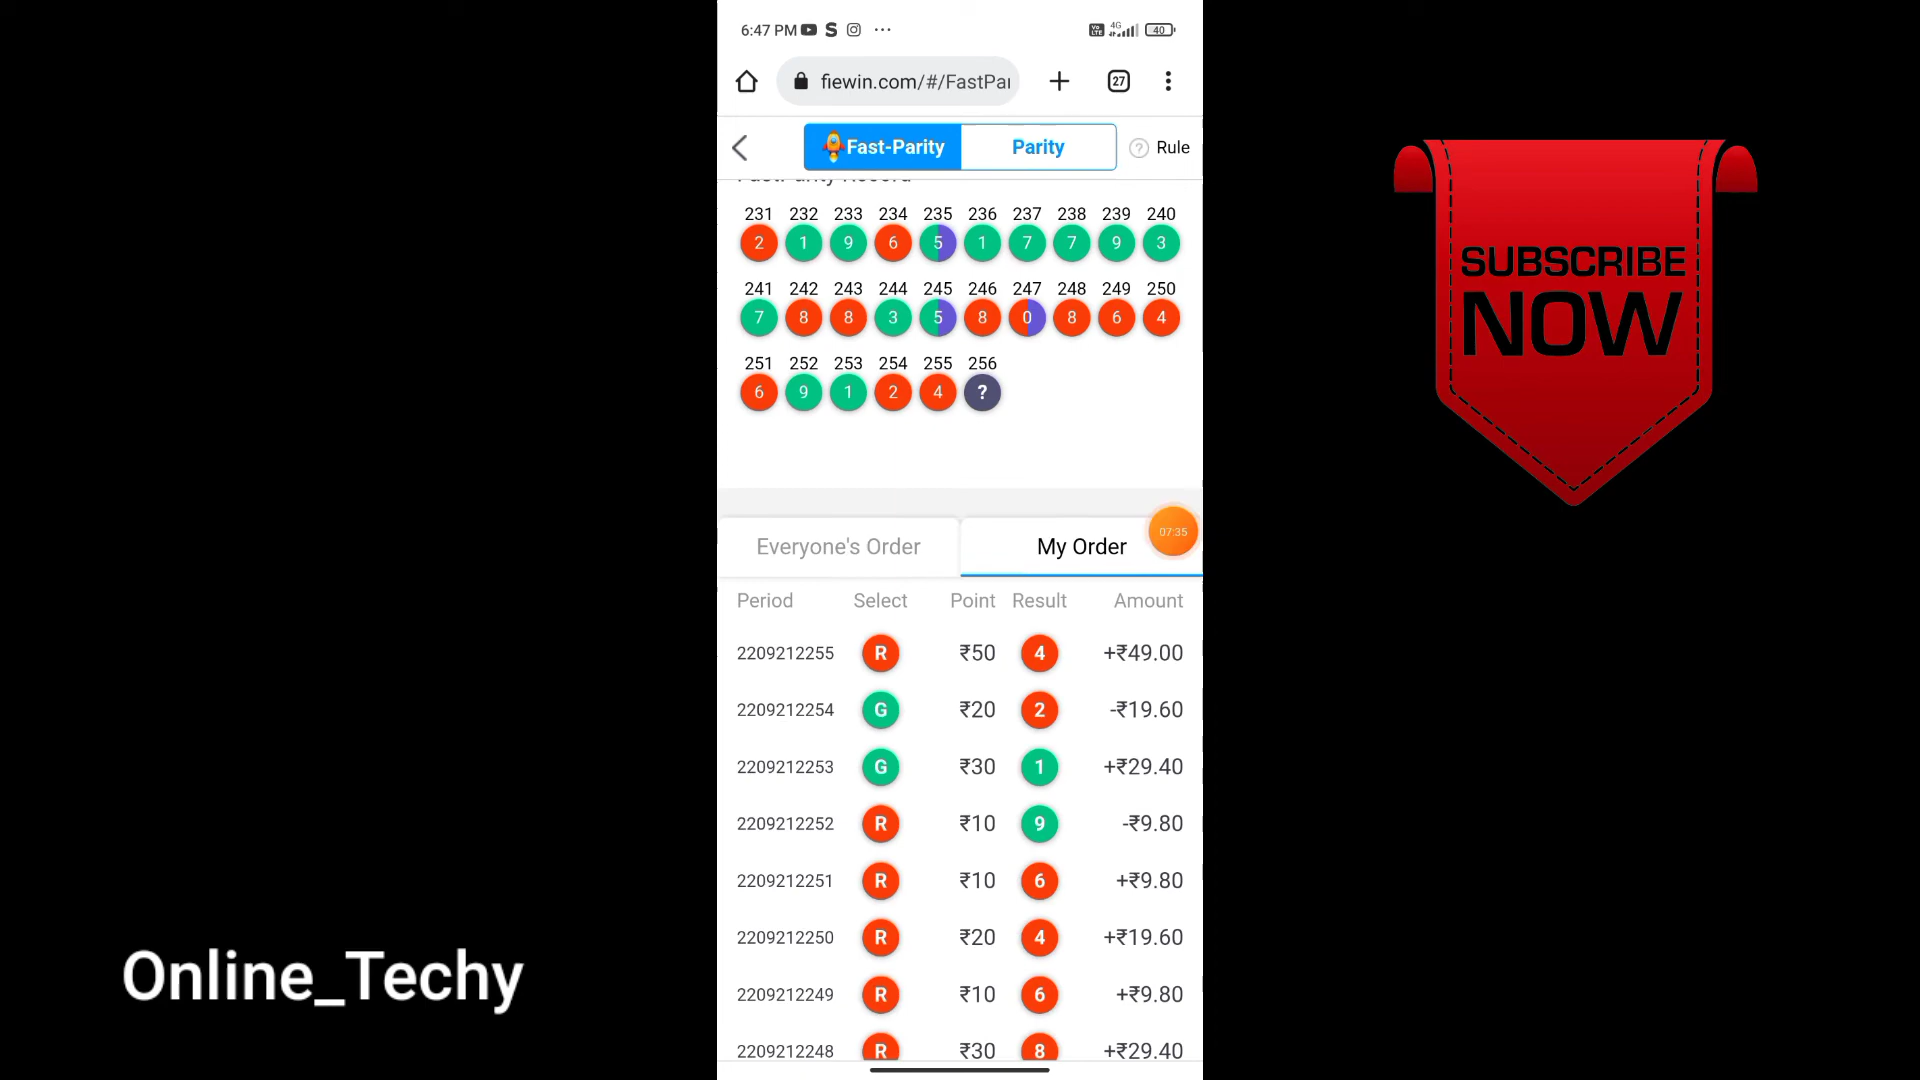 6:47 PM S ... Vo LTE 4G 40
fiewin.com/#/FastPar 27
Fast-Parity Parity ? Rule
FastParity Record
231 232 233 234 235 236 237 238 239 240
2 1 9 6 5 1 7 7 9 3
241 242 243 244 245 246 247 248 249 250
7 8 8 3 5 8 0 8 6 4
251 252 253 254 255 256
6 9 1 2 4 ?
Everyone's Order My Order 07:35
Period Select Point Result Amount
2209212255 R ₹50 4 +₹49.00
2209212254 G ₹20 2 -₹19.60
2209212253 G ₹30 1 +₹29.40
2209212252 R ₹10 9 -₹9.80
2209212251 R ₹10 6 +₹9.80
2209212250 R ₹20 4 +₹19.60
2209212249 R ₹10 6 +₹9.80
2209212248 R ₹30 8 +₹29.40
SUBSCRIBE
NOW
Online_Techy